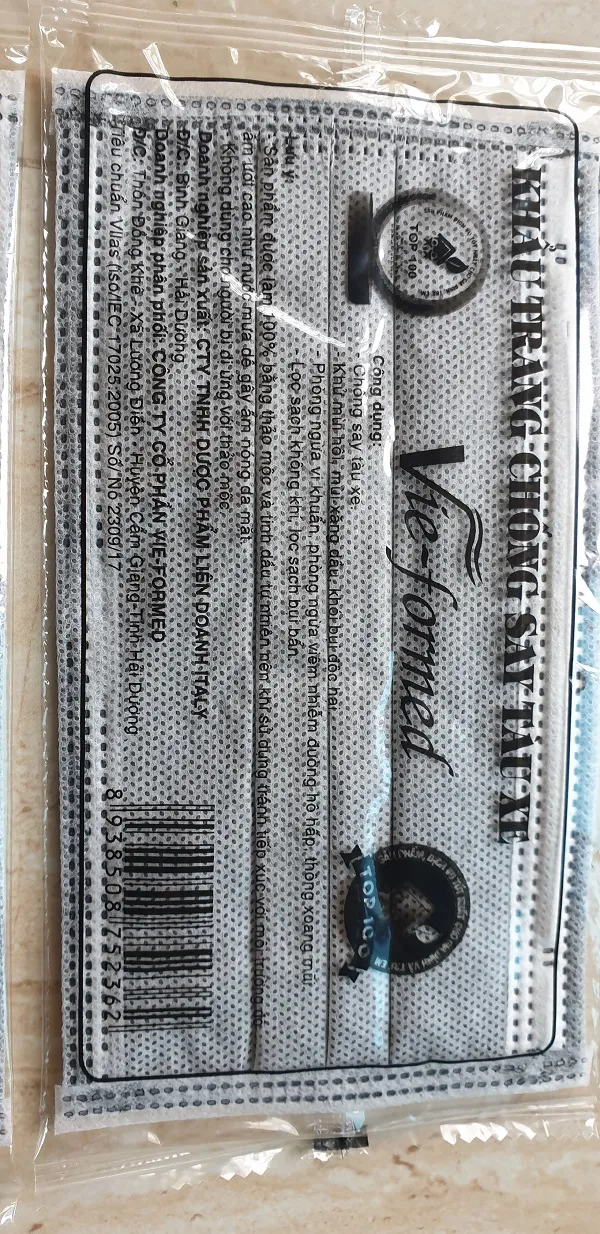 KHẨU TRANG CHỐNG SAY TÀU XE
TOP 100
Vie-formed
TOP 100
Công dụng:
- Chống say tàu xe
- Khử mùi hôi, mùi xăng dầu, khói bụi độc hại
- Phòng ngừa vi khuẩn, phòng ngừa viêm nhiễm đường hô hấp, thông xoang mũi
- Lọc sạch không khí, lọc sạch bụi bẩn.
Lưu ý:
- Sản phẩm được làm 100% bằng thảo mộc và tinh dầu tự nhiên nên khi sử dụng tránh tiếp xúc với môi trường có
ẩm ướt cao như nước mưa dễ gây ấm nóng da mặt
- Không dùng cho người bị dị ứng với thảo mộc.
Doanh nghiệp sản xuất: CTY TNHH DƯỢC PHẨM LIÊN DOANH ITALY
Đ/C: Bình Giang - Hải Dương
Doanh nghiệp phân phối: CÔNG TY CỔ PHẦN VIE-FORMED
Đ/C: Thôn Đông Khê, Xã Lương Điền, Huyện Cẩm Giàng-Tỉnh Hải Dương
Tiêu chuẩn Vilas (Iso/IEC 17025:2005) Số/No 2309/17
8 938508 752362